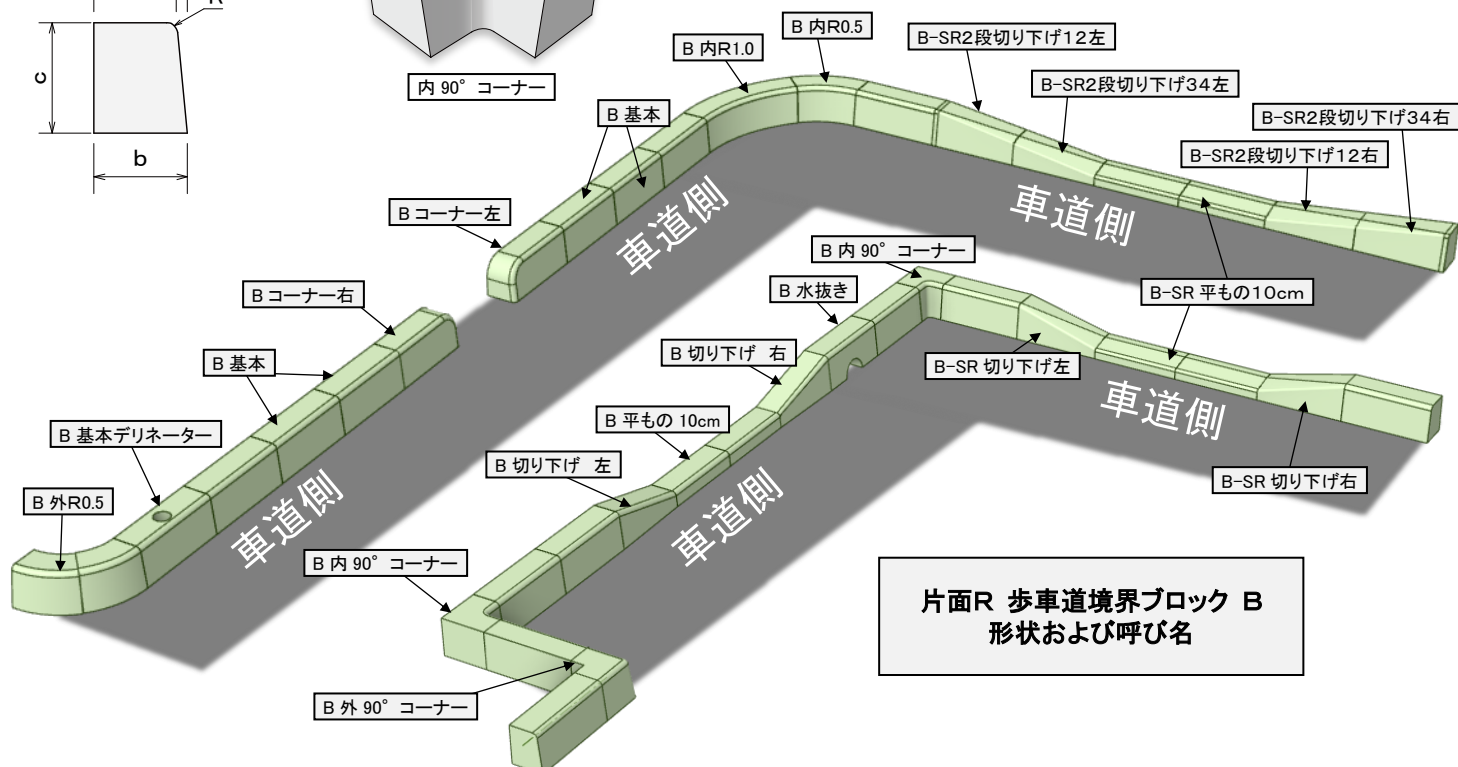 R
c
b
内 90° コーナー
B 内R1.0
B 内R0.5
B-SR2段切り下げ12左
B-SR2段切り下げ34左
B-SR2段切り下げ34右
B-SR2段切り下げ12右
B 基本
B コーナー左
車道側
車道側
B 内 90° コーナー
B-SR 平もの10cm
B コーナー右
B 水抜き
B 基本
B 切り下げ 右
B-SR 切り下げ左
車道側
B 平もの 10cm
B 基本デリネーター
B 切り下げ 左
B-SR 切り下げ右
B 外R0.5
車道側
車道側
B 内 90° コーナー
B 外 90° コーナー
片面R 歩車道境界ブロック B
形状および呼び名